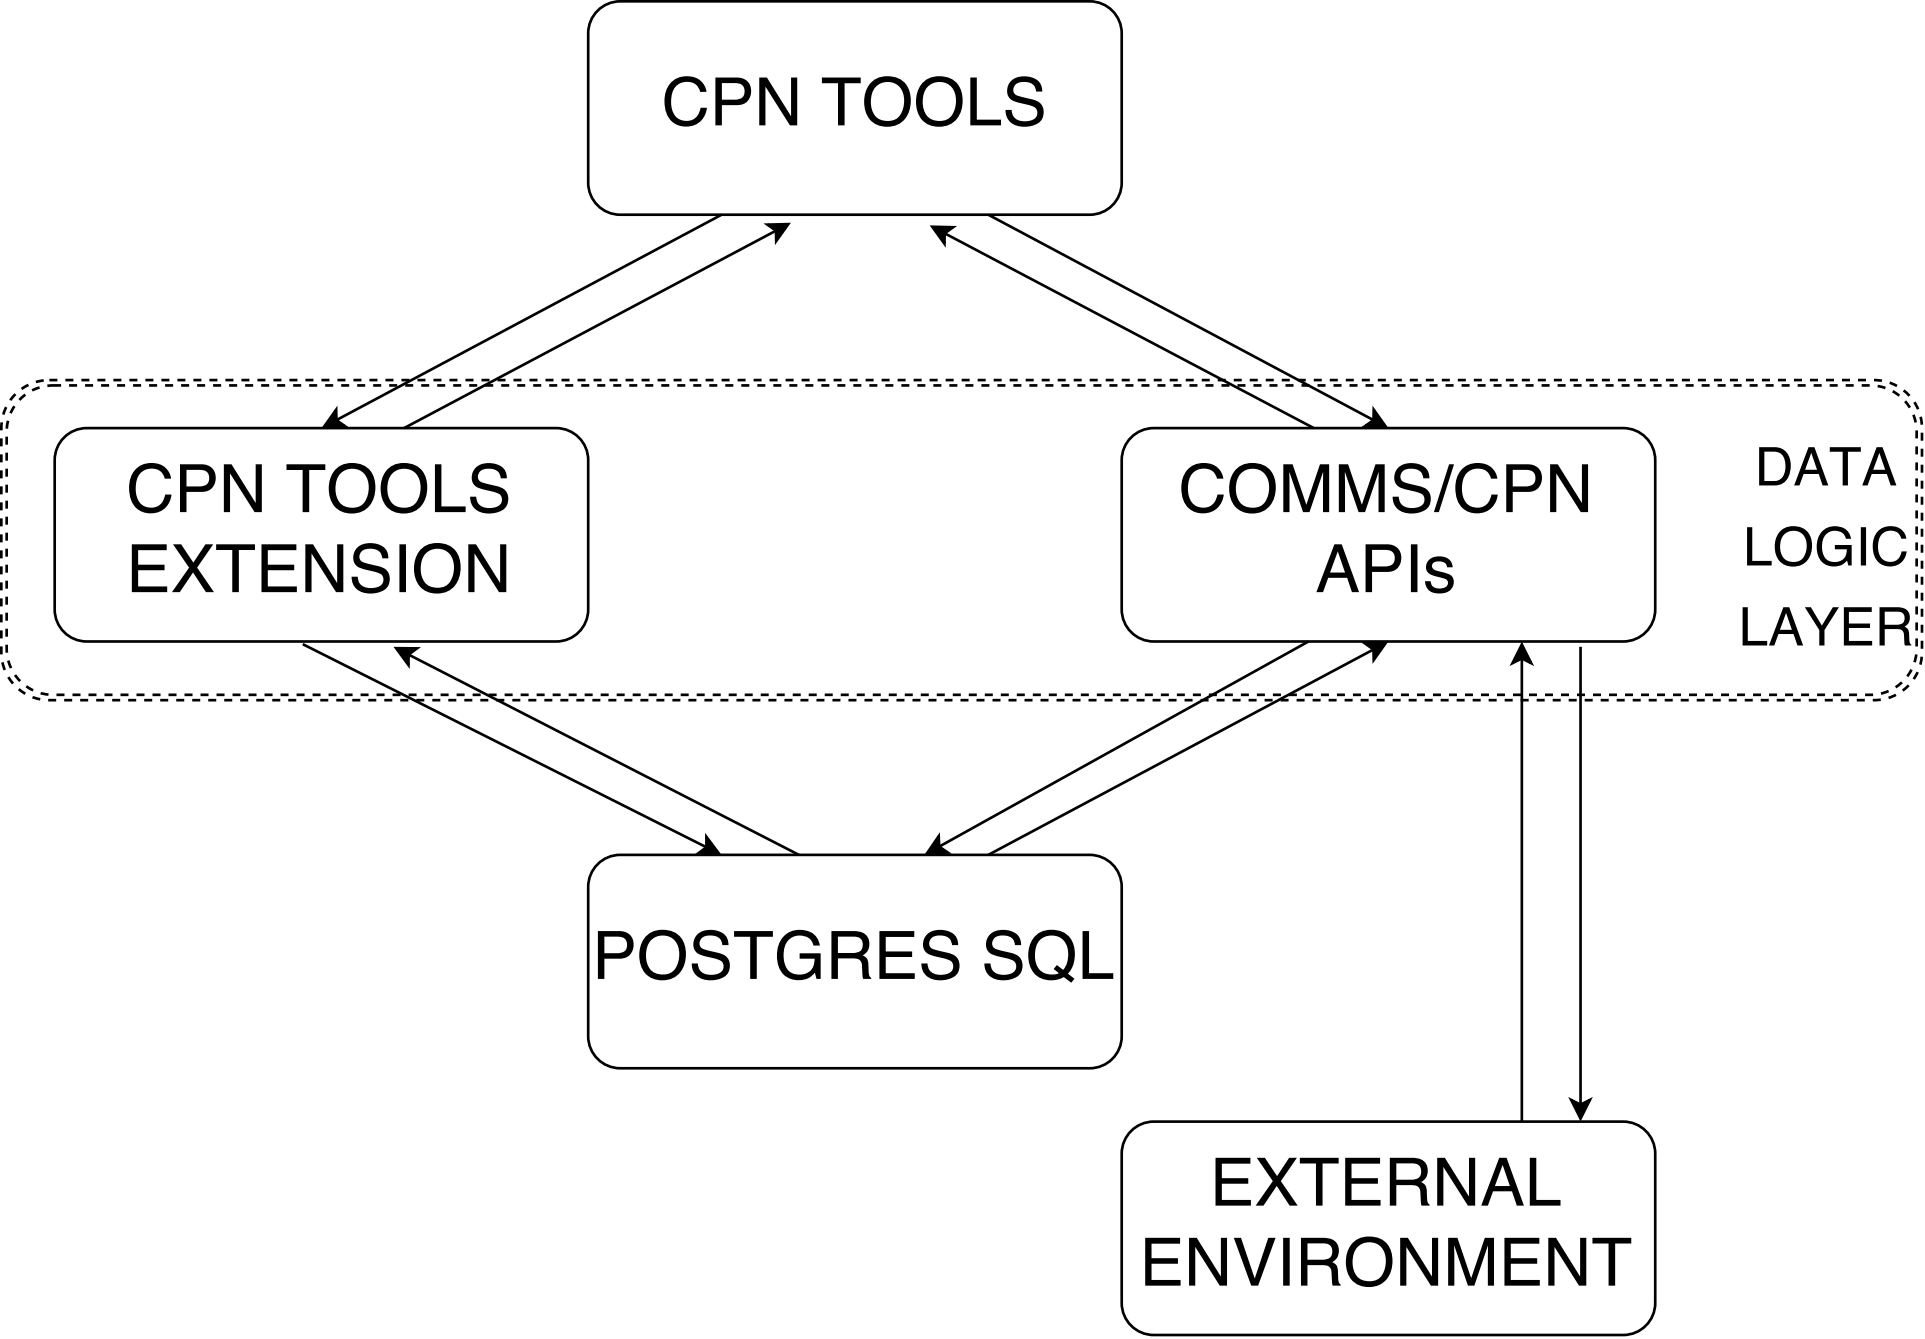 CPN TOOLS
CPN TOOLS
EXTENSION
COMMS/CPN
APIs
DATA
LOGIC
LAYER
POSTGRES SQL
EXTERNAL
ENVIRONMENT